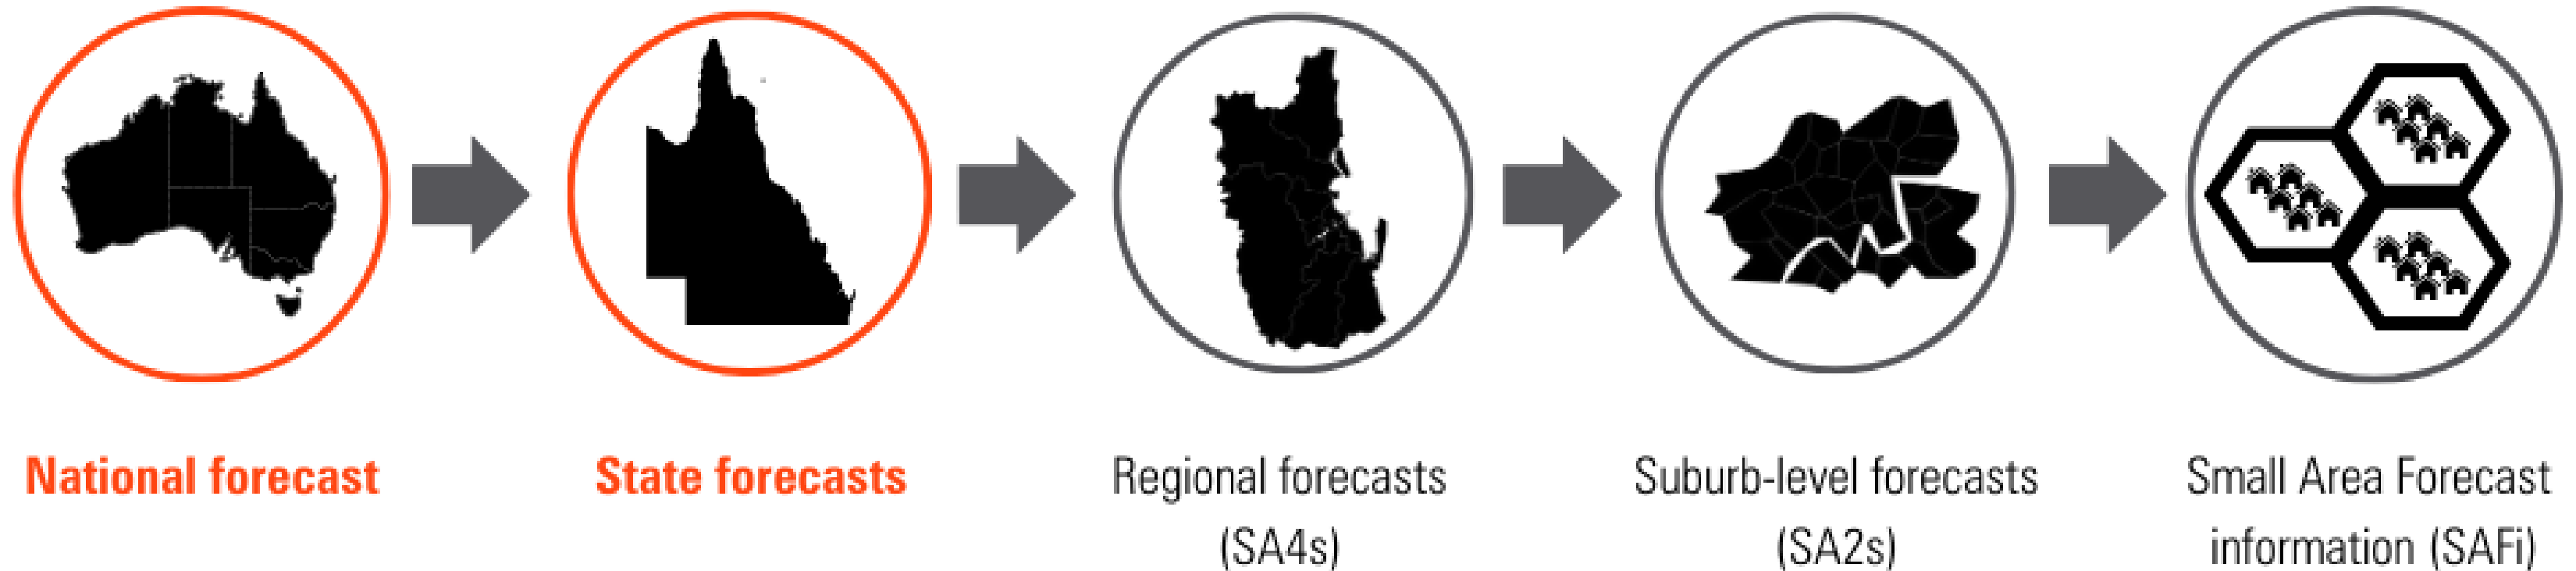 National forecast
State forecasts
Regional forecasts
(SA4s)
Suburb-level forecasts
(SA2s)
Small Area Forecast
information (SAFi)